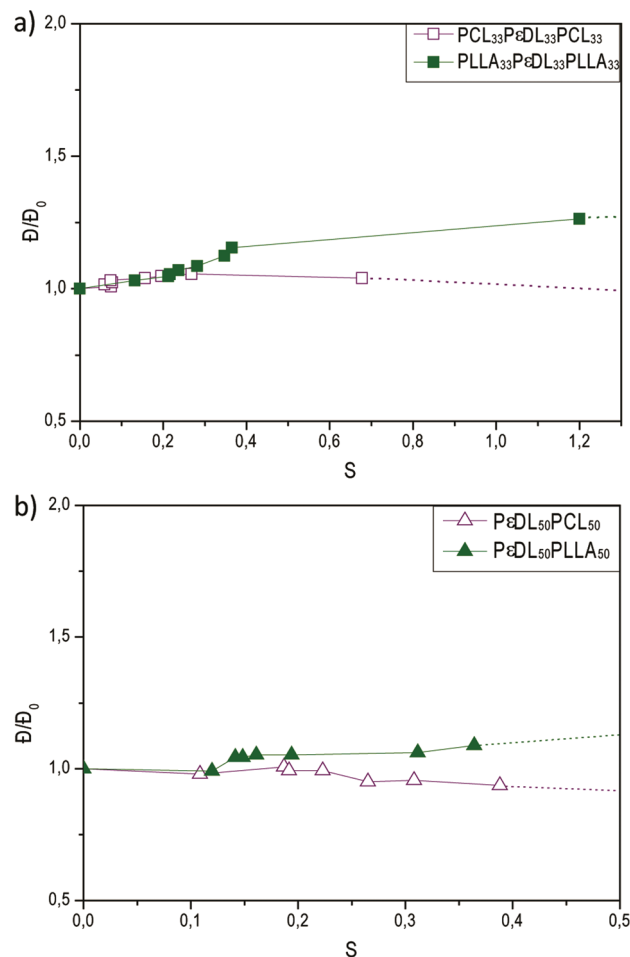 a)
2,0
PCL₃₃PεDL₃₃PCL₃₃
PLLA₃₃PεDL₃₃PLLA₃₃
1,5
Đ/Đ₀
1,0
0,5
0,0 0,2 0,4 0,6 0,8 1,0 1,2
S
b)
2,0
PεDL₅₀PCL₅₀
PεDL₅₀PLLA₅₀
1,5
Đ/Đ₀
1,0
0,5
0,0 0,1 0,2 0,3 0,4 0,5
S